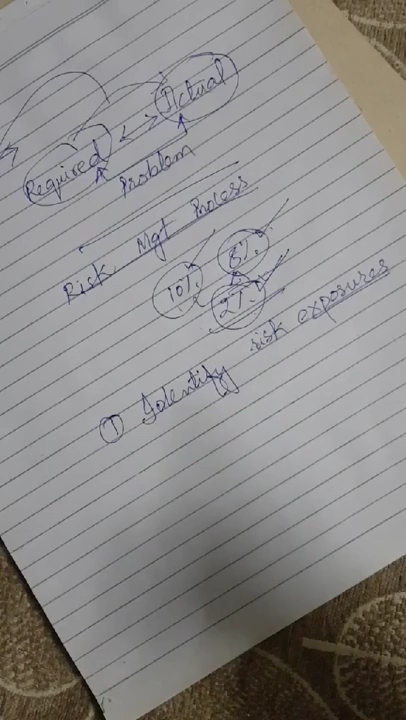 Required <-> Actual
Problem
Risk Mgt Process
10%. 8%.
2%.
① Identify risk exposures